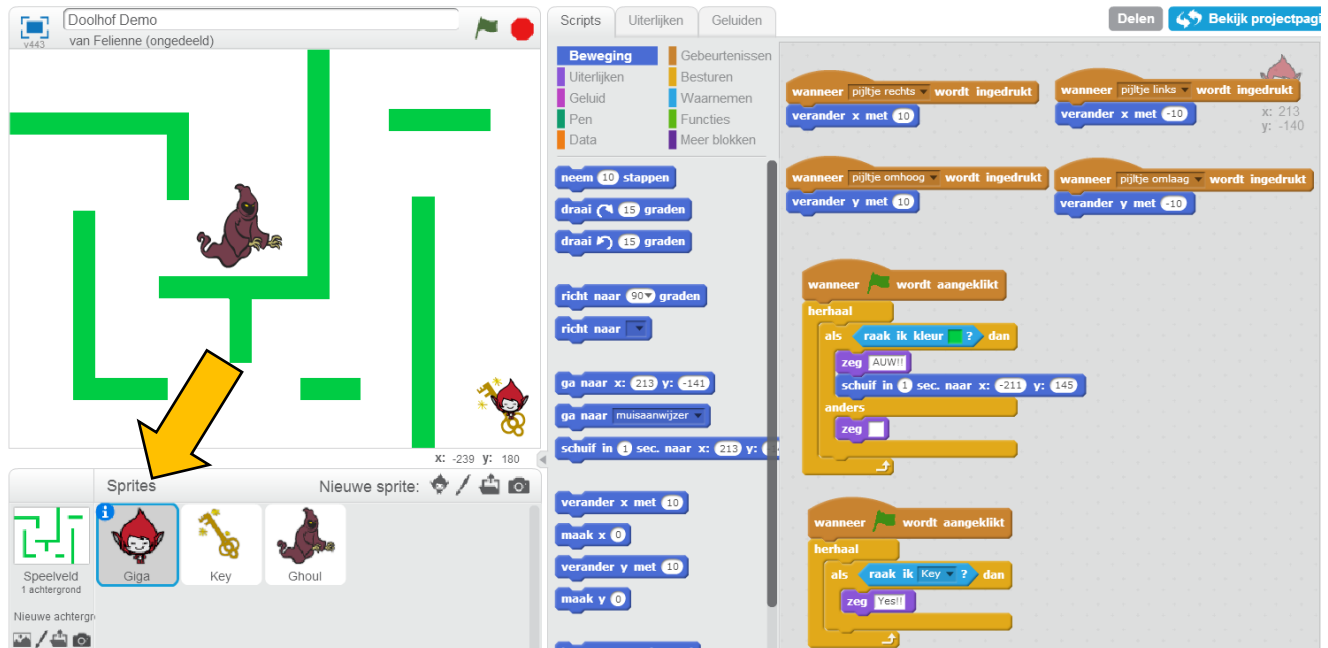 Doolhof Demo
van Felienne (ongedeeld)
v443
x: -239 y: 180
Sprites
Nieuwe sprite:
Speelveld
1 achtergrond
Nieuwe achtergr
Giga
Key
Ghoul
Scripts
Uiterlijken
Geluiden
Delen
Bekijk projectpagi
Beweging
Gebeurtenissen
Uiterlijken
Besturen
Geluid
Waarnemen
Pen
Functies
Data
Meer blokken
neem 10 stappen
draai 15 graden
draai 15 graden
richt naar 90 graden
richt naar
ga naar x: 213 y: -141
ga naar muisaanwijzer
schuif in 1 sec. naar x: 213 y:
verander x met 10
maak x 0
verander y met 10
maak y 0
wanneer pijltje rechts wordt ingedrukt
verander x met 10
wanneer pijltje links wordt ingedrukt
verander x met -10
x: 213
y: -140
wanneer pijltje omhoog wordt ingedrukt
verander y met 10
wanneer pijltje omlaag wordt ingedrukt
verander y met -10
wanneer wordt aangeklikt
herhaal
als raak ik kleur ? dan
zeg AUW!!
schuif in 1 sec. naar x: -211 y: 145
anders
zeg
wanneer wordt aangeklikt
herhaal
als raak ik Key ? dan
zeg Yes!!